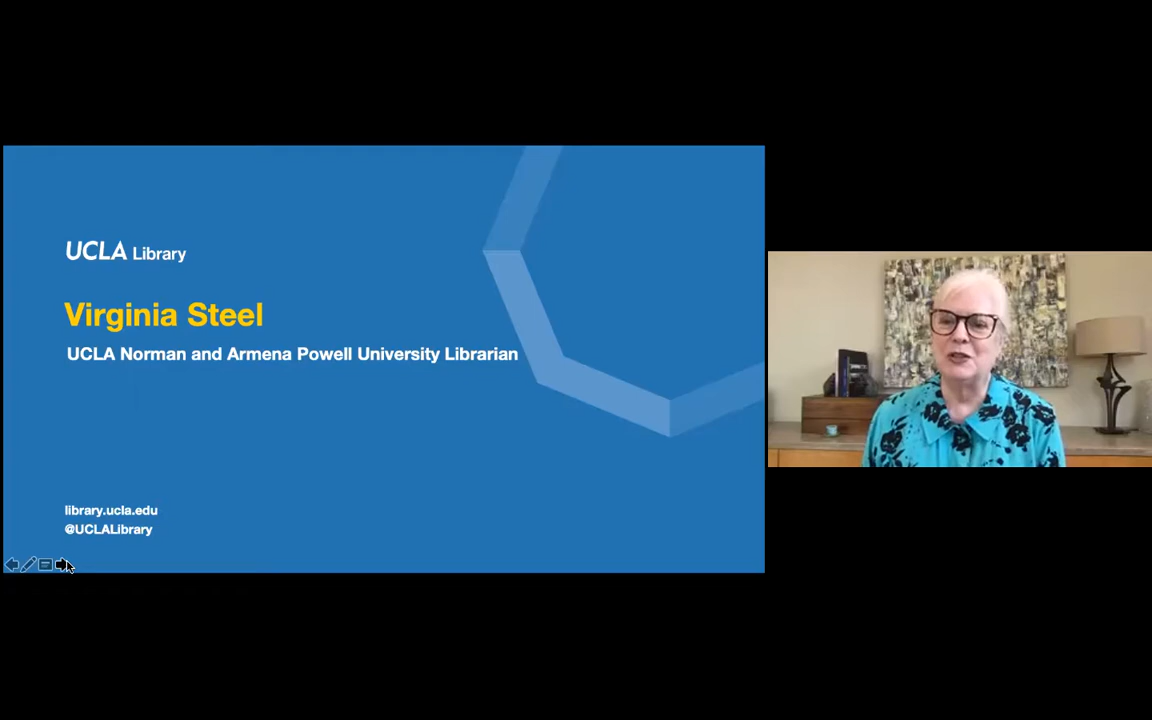 UCLA Library
Virginia Steel
UCLA Norman and Armena Powell University Librarian
library.ucla.edu
@UCLALibrary